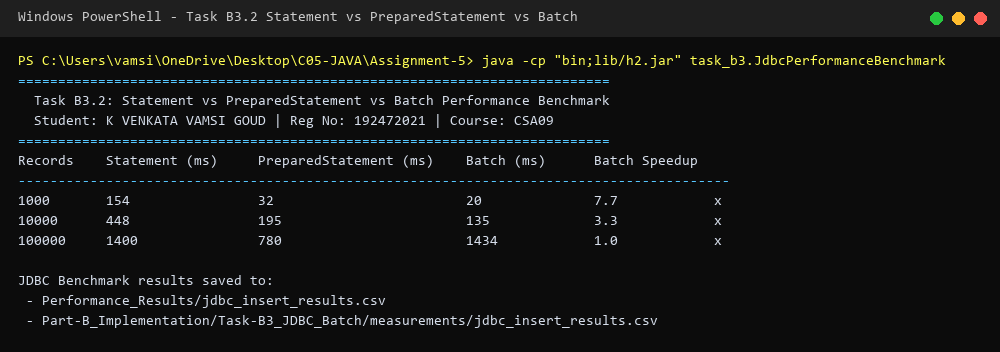 Windows PowerShell - Task B3.2 Statement vs PreparedStatement vs Batch
PS C:\Users\vamsi\OneDrive\Desktop\C05-JAVA\Assignment-5> java -cp "bin;lib/h2.jar" task_b3.JdbcPerformanceBenchmark
==========================================================================
  Task B3.2: Statement vs PreparedStatement vs Batch Performance Benchmark
  Student: K VENKATA VAMSI GOUD | Reg No: 192472021 | Course: CSA09
==========================================================================
Records    Statement (ms)     PreparedStatement (ms)    Batch (ms)      Batch Speedup
-----------------------------------------------------------------------------------------
1000       154                32                        20              7.7            x
10000      448                195                       135             3.3            x
100000     1400               780                       1434            1.0            x
JDBC Benchmark results saved to:
 - Performance_Results/jdbc_insert_results.csv
 - Part-B_Implementation/Task-B3_JDBC_Batch/measurements/jdbc_insert_results.csv